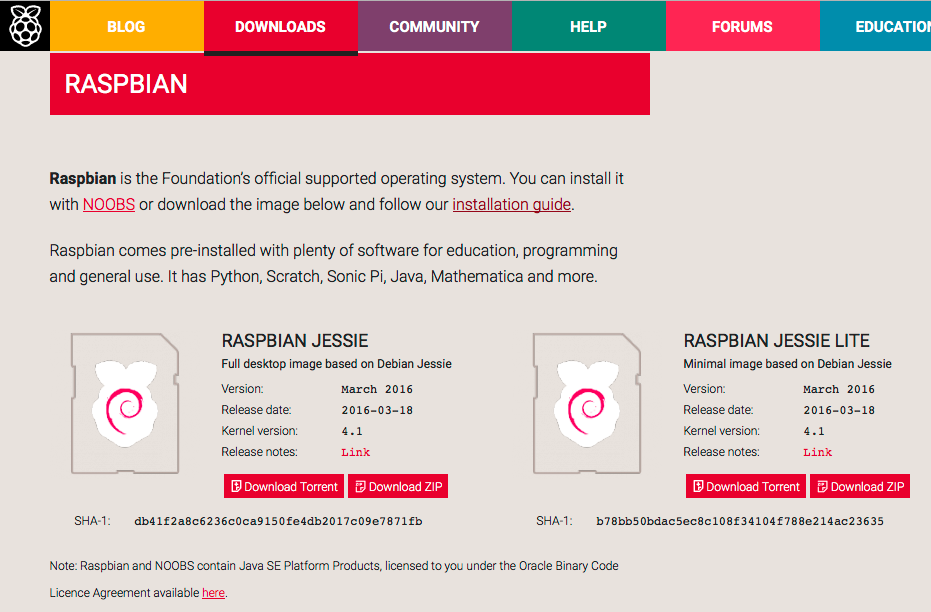 BLOG DOWNLOADS COMMUNITY HELP FORUMS EDUCATION
RASPBIAN
Raspbian is the Foundation's official supported operating system. You can install it
with NOOBS or download the image below and follow our installation guide.
Raspbian comes pre-installed with plenty of software for education, programming
and general use. It has Python, Scratch, Sonic Pi, Java, Mathematica and more.
RASPBIAN JESSIE
Full desktop image based on Debian Jessie
Version: March 2016
Release date: 2016-03-18
Kernel version: 4.1
Release notes: Link
Download Torrent Download ZIP
SHA-1: db41f2a8c6236c0ca9150fe4db2017c09e7871fb
RASPBIAN JESSIE LITE
Minimal image based on Debian Jessie
Version: March 2016
Release date: 2016-03-18
Kernel version: 4.1
Release notes: Link
Download Torrent Download ZIP
SHA-1: b78bb50bdac5ec8c108f34104f788e214ac23635
Note: Raspbian and NOOBS contain Java SE Platform Products, licensed to you under the Oracle Binary Code
Licence Agreement available here.